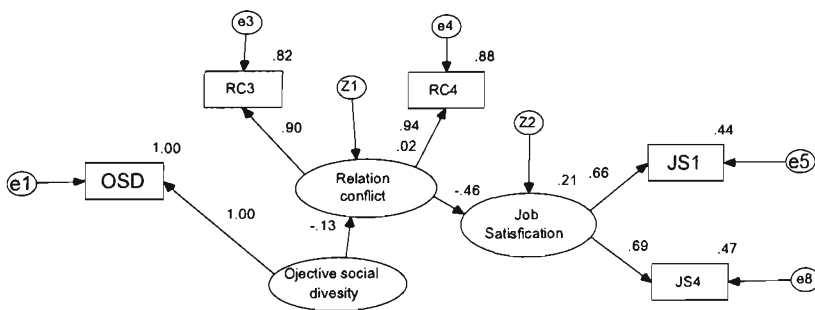 e3
e4
.82
.88
RC3
Z1
RC4
Z2
.90
.94
.02
.44
1.00
e1
OSD
Relation
conflict
-.46
.21
.66
JS1
e5
1.00
-.13
Job
Satisfication
.69
.47
Ojective social
divesity
JS4
e8